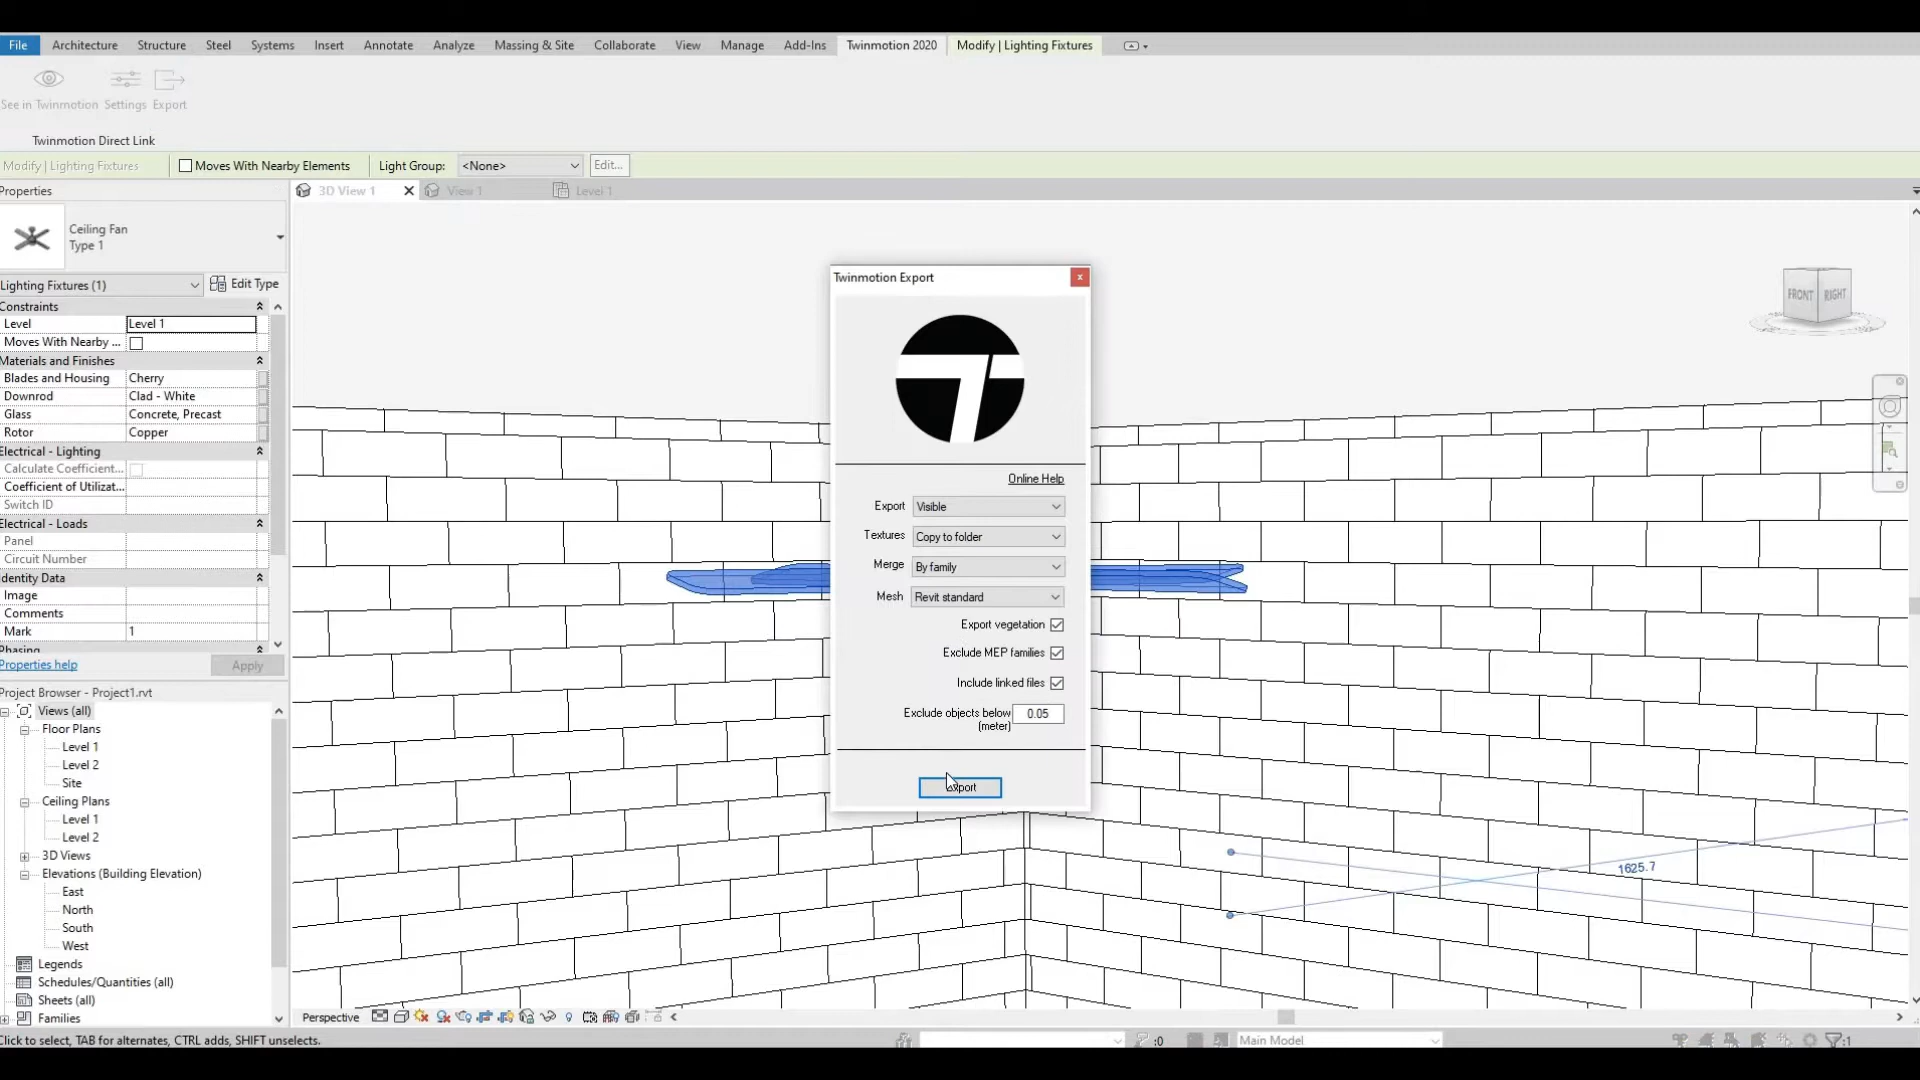 File Architecture Structure Steel Systems Insert Annotate Analyze Massing & Site Collaborate View Manage Add-Ins Twinmotion 2020 Modify | Lighting Fixtures
See in Twinmotion Settings Export
Twinmotion Direct Link
Modify | Lighting Fixtures Moves With Nearby Elements Light Group: <None> Edit...
Properties 3D View 1 View 1 Level 1
Ceiling Fan
Type 1
Lighting Fixtures (1) Edit Type
Constraints
Level Level 1
Moves With Nearby ...
Materials and Finishes
Blades and Housing Cherry
Downrod Clad - White
Glass Concrete, Precast
Rotor Copper
Electrical - Lighting
Calculate Coefficient...
Coefficient of Utilizat...
Switch ID
Electrical - Loads
Panel
Circuit Number
Identity Data
Image
Comments
Mark 1
Phasing
Properties help Apply
Project Browser - Project1.rvt
Views (all)
Floor Plans
Level 1
Level 2
Site
Ceiling Plans
Level 1
Level 2
3D Views
Elevations (Building Elevation)
East
North
South
West
Legends
Schedules/Quantities (all)
Sheets (all)
Families
Twinmotion Export
Online Help
Export Visible
Textures Copy to folder
Merge By family
Mesh Revit standard
Export vegetation
Exclude MEP families
Include linked files
Exclude objects below 0.05
(meter)
Export
FRONT RIGHT
1625.7
Perspective
Click to select, TAB for alternates, CTRL adds, SHIFT unselects. :0 Main Model :1